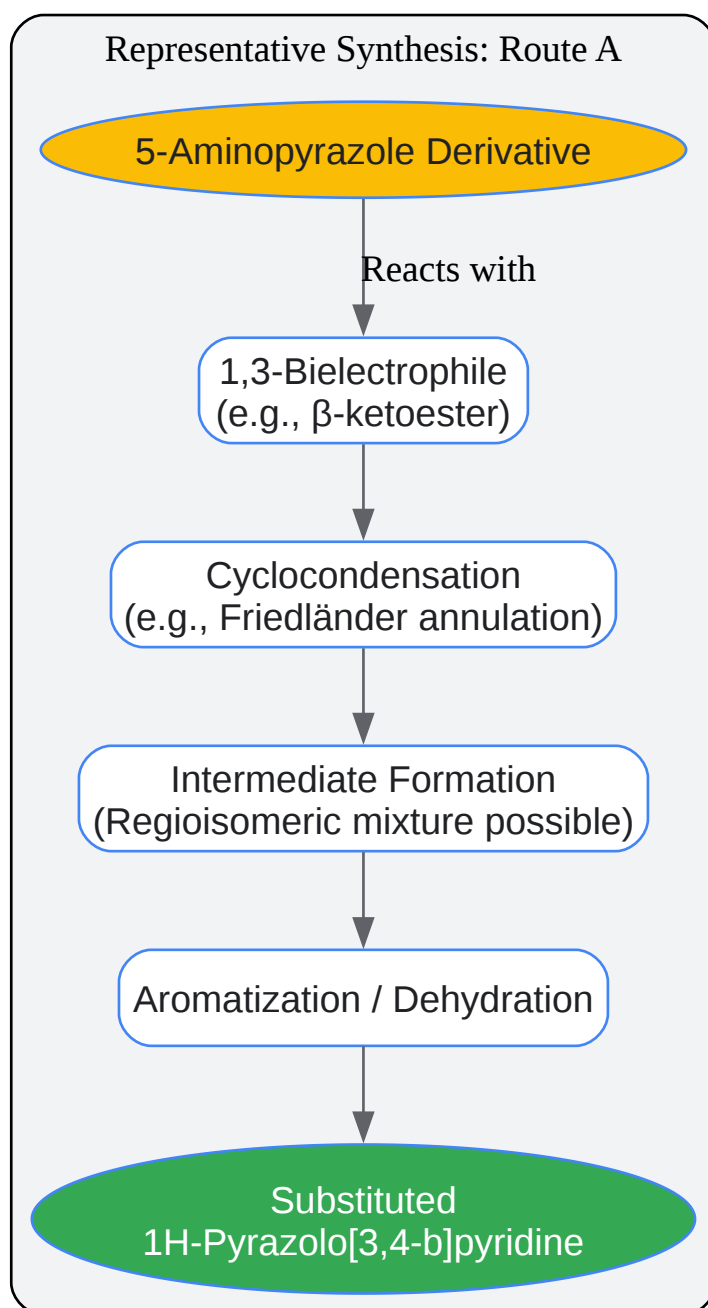 Representative Synthesis: Route A
5-Aminopyrazole Derivative
Reacts with
1,3-Bielectrophile
(e.g., β-ketoester)
Cyclocondensation
(e.g., Friedländer annulation)
Intermediate Formation
(Regioisomeric mixture possible)
Aromatization / Dehydration
Substituted
1H-Pyrazolo[3,4-b]pyridine